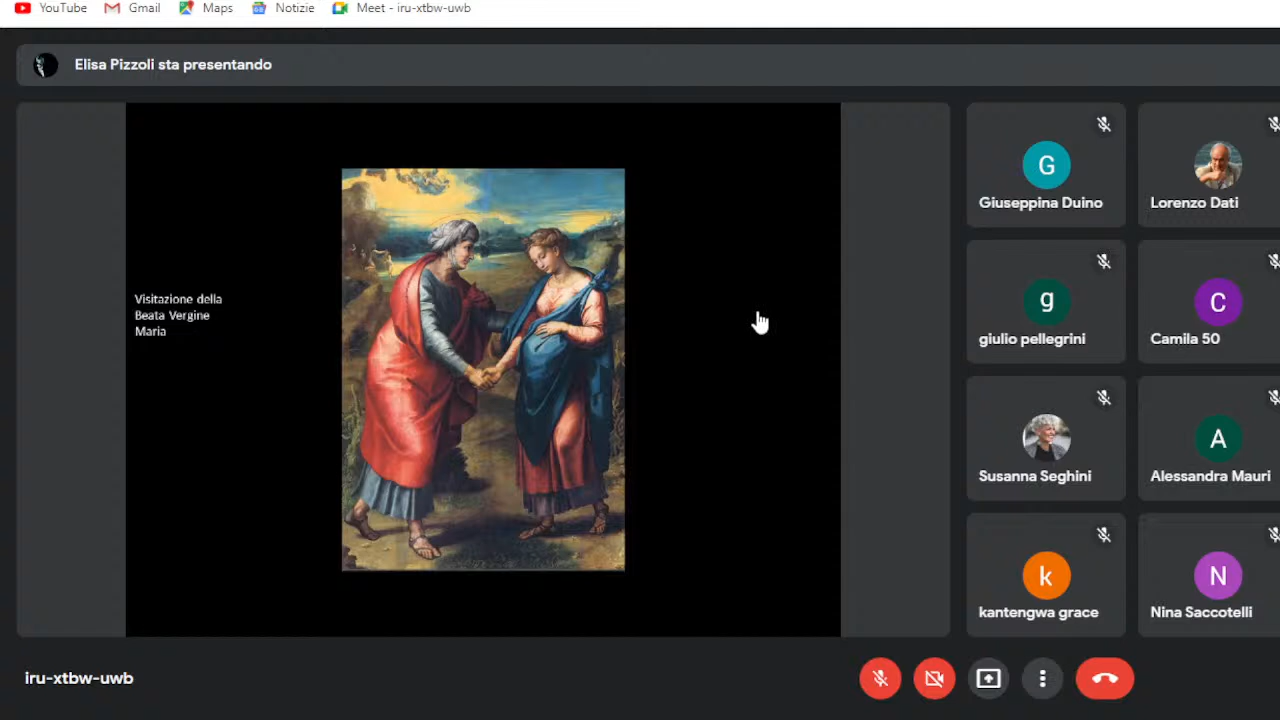 YouTube Gmail Maps Notizie Meet - iru-xtbw-uwb
Elisa Pizzoli sta presentando
Visitazione della
Beata Vergine
Maria
G
Giuseppina Duino
Lorenzo Dati
g
giulio pellegrini
C
Camila 50
Susanna Seghini
A
Alessandra Mauri
k
kantengwa grace
N
Nina Saccotelli
iru-xtbw-uwb